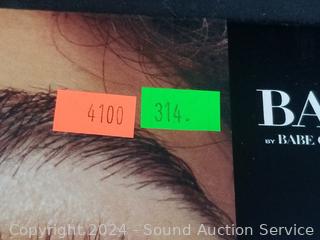 4100
314.
BA
BY BABE
Copyright 2024 - Sound Auction Service